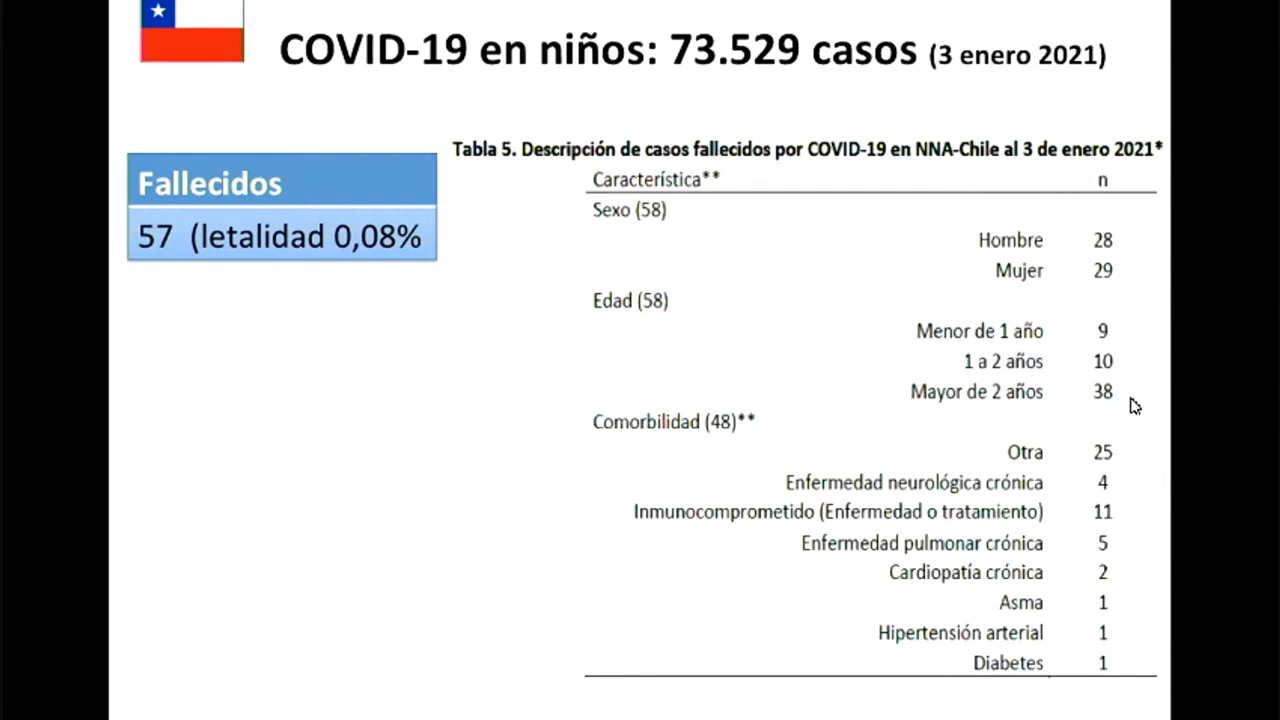 COVID-19 en niños: 73.529 casos (3 enero 2021)
Fallecidos
57 (letalidad 0,08%
Tabla 5. Descripción de casos fallecidos por COVID-19 en NNA-Chile al 3 de enero 2021*
Característica** n
Sexo (58)
Hombre 28
Mujer 29
Edad (58)
Menor de 1 año 9
1 a 2 años 10
Mayor de 2 años 38
Comorbilidad (48)**
Otra 25
Enfermedad neurológica crónica 4
Inmunocomprometido (Enfermedad o tratamiento) 11
Enfermedad pulmonar crónica 5
Cardiopatía crónica 2
Asma 1
Hipertensión arterial 1
Diabetes 1